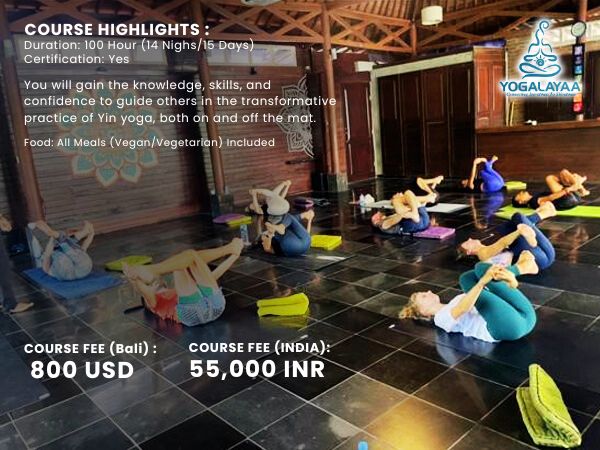 COURSE HIGHLIGHTS :
Duration: 100 Hour (14 Nighs/15 Days)
Certification: Yes
You will gain the knowledge, skills, and
confidence to guide others in the transformative
practice of Yin yoga, both on and off the mat.
Food: All Meals (Vegan/Vegetarian) Included
YOGALAYAA
COURSE FEE (Bali) :
800 USD
COURSE FEE (INDIA):
55,000 INR